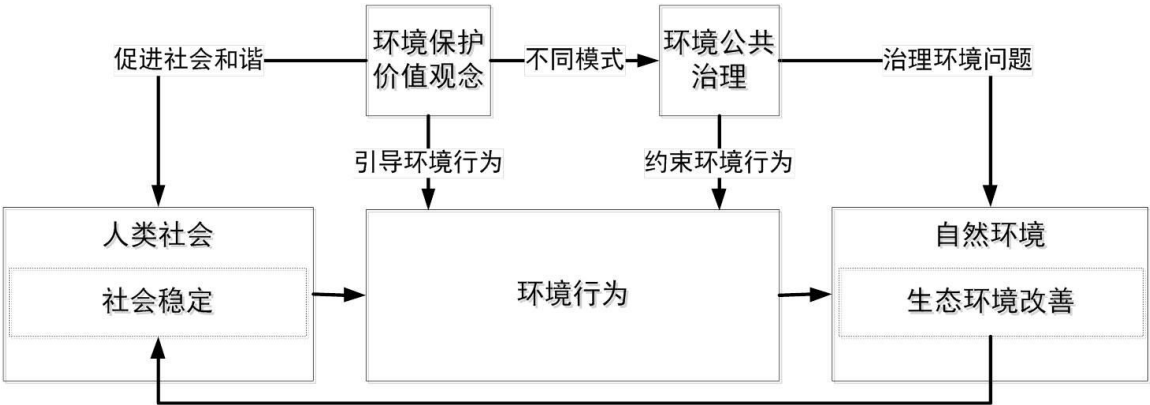 促进社会和谐
环境保护
价值观念
不同模式
环境公共
治理
治理环境问题
引导环境行为
约束环境行为
人类社会
社会稳定
环境行为
自然环境
生态环境改善